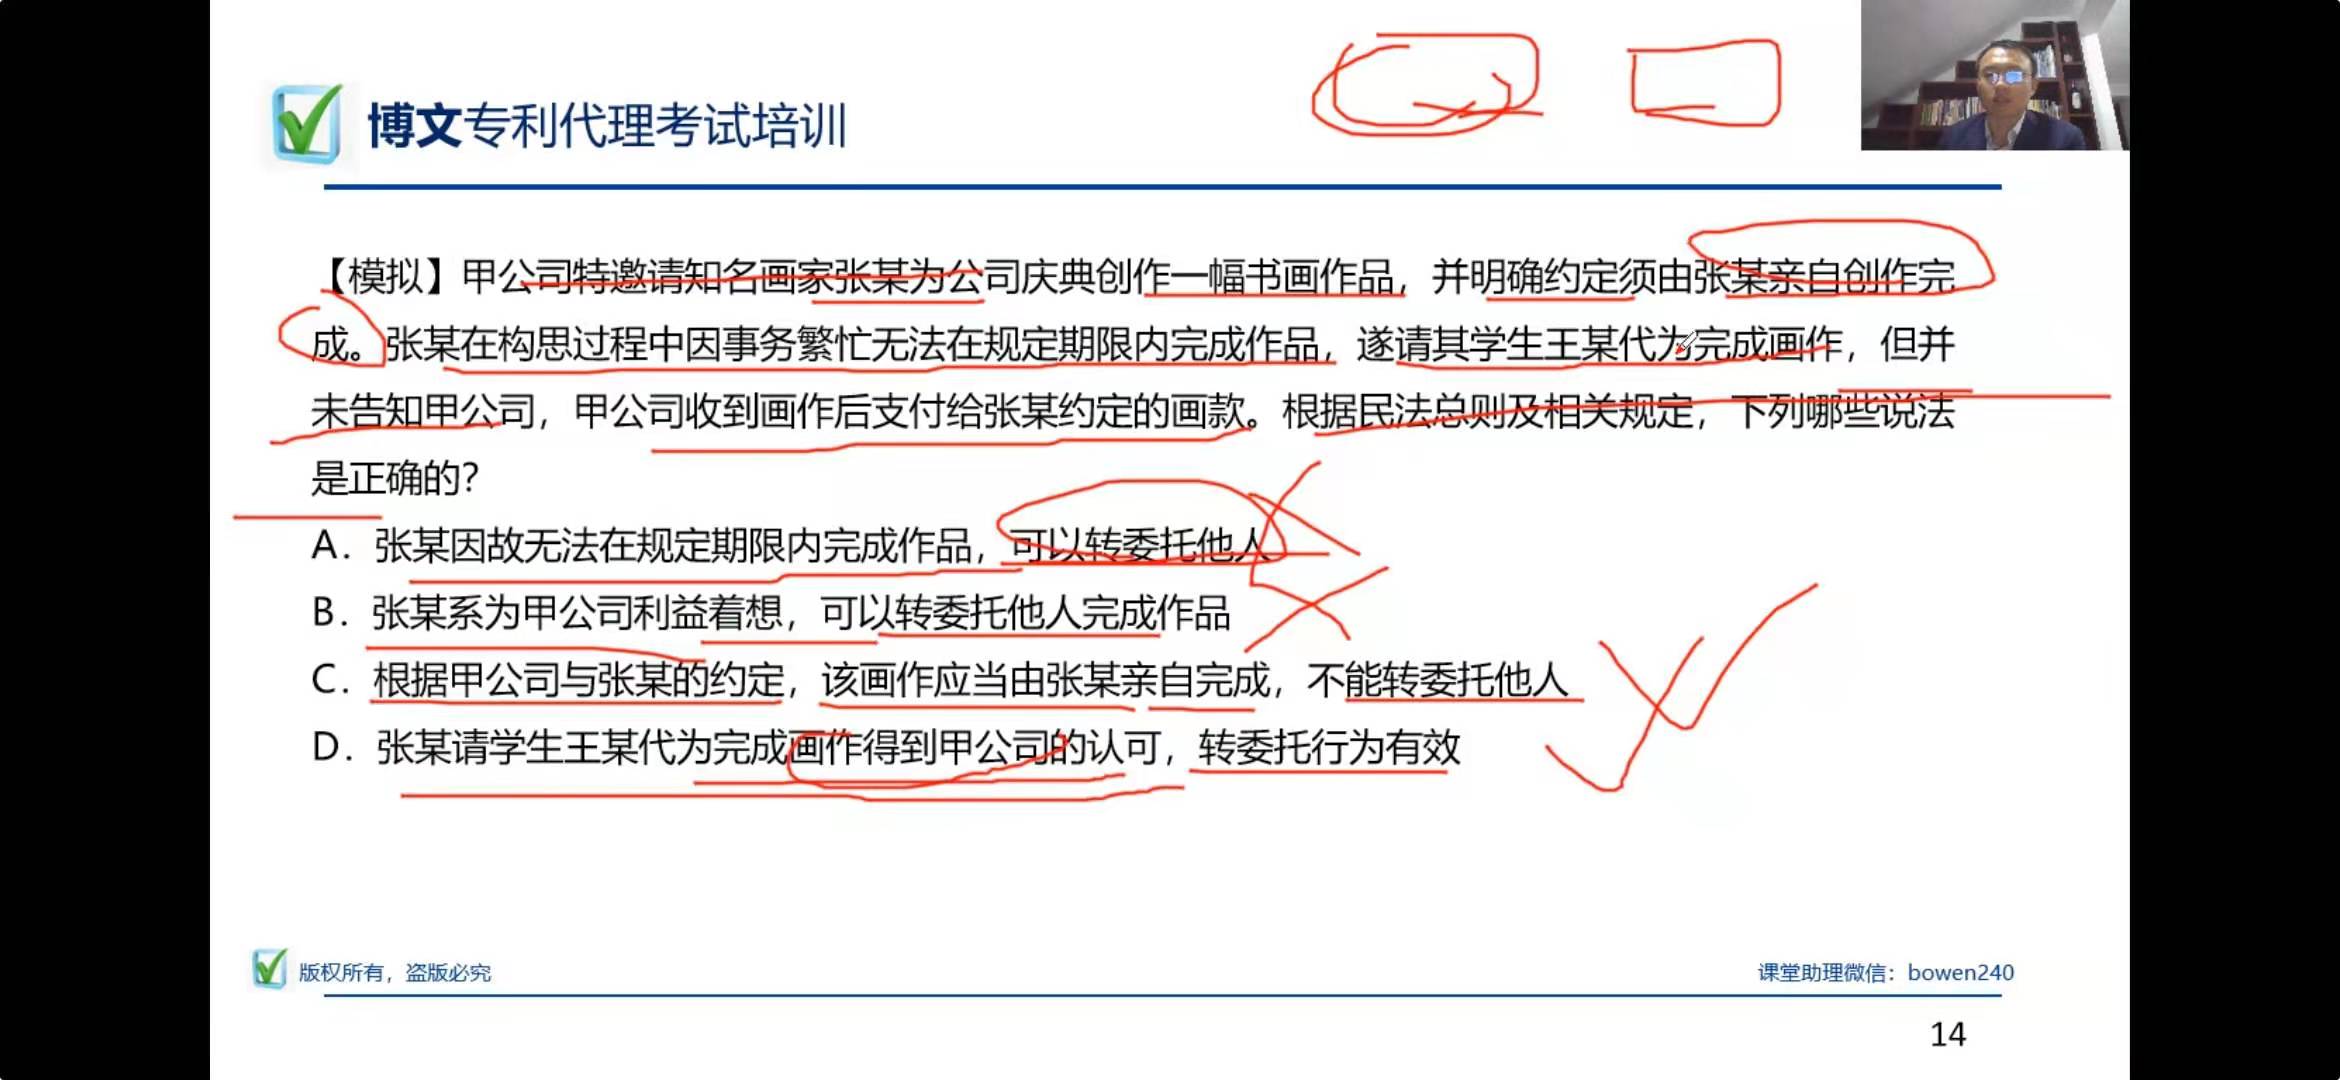 博文专利代理考试培训
【模拟】甲公司特邀请知名画家张某为公司庆典创作一幅书画作品，并明确约定须由张某亲自创作完
成。张某在构思过程中因事务繁忙无法在规定期限内完成作品，遂请其学生王某代为完成画作，但并
未告知甲公司，甲公司收到画作后支付给张某约定的画款。根据民法总则及相关规定，下列哪些说法
是正确的？
A．张某因故无法在规定期限内完成作品，可以转委托他人
B．张某系为甲公司利益着想，可以转委托他人完成作品
C．根据甲公司与张某的约定，该画作应当由张某亲自完成，不能转委托他人
D．张某请学生王某代为完成画作得到甲公司的认可，转委托行为有效
版权所有，盗版必究
课堂助理微信：bowen240
14